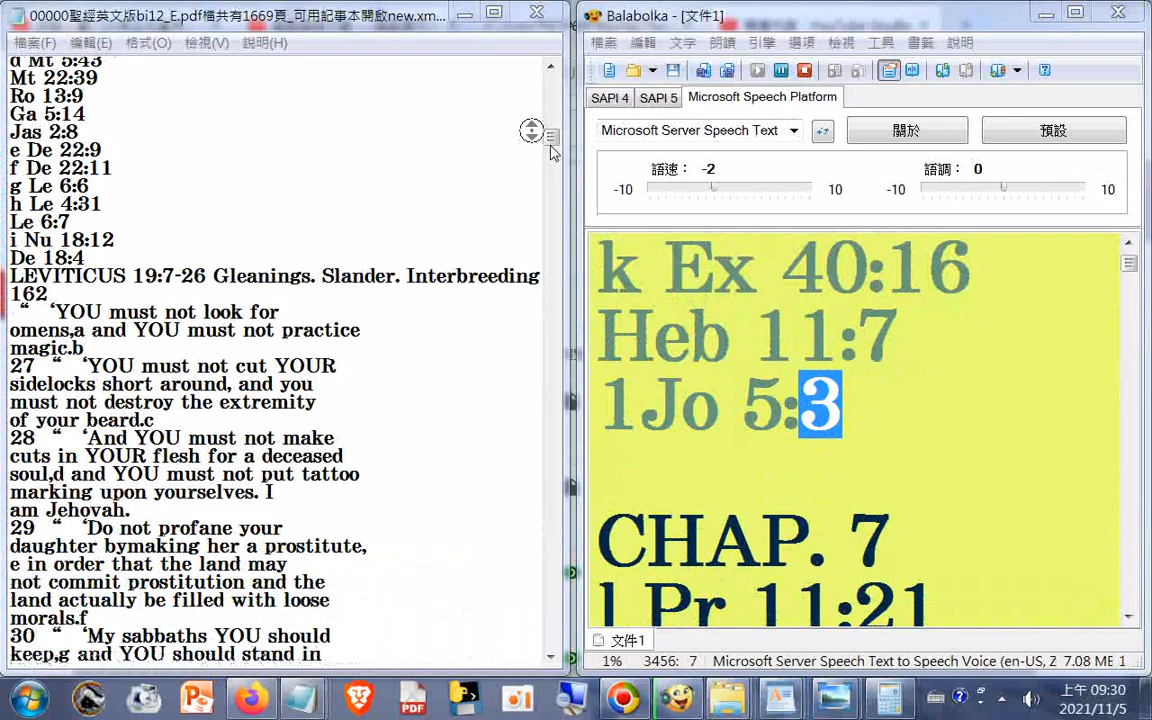 00000聖經英文版bi12_E.pdf檔共有1669頁_可用記事本開啟new.xm...
檔案(F) 編輯(E) 格式(O) 檢視(V) 說明(H)
d Mt 5:43
Mt 22:39
Ro 13:9
Ga 5:14
Jas 2:8
e De 22:9
f De 22:11
g Le 6:6
h Le 4:31
Le 6:7
i Nu 18:12
De 18:4
LEVITICUS 19:7-26 Gleanings. Slander. Interbreeding
162
“ ‘YOU must not look for
omens,a and YOU must not practice
magic.b
27 “ ‘YOU must not cut YOUR
sidelocks short around, and you
must not destroy the extremity
of your beard.c
28 “ ‘And YOU must not make
cuts in YOUR flesh for a deceased
soul,d and YOU must not put tattoo
marking upon yourselves. I
am Jehovah.
29 “ ‘Do not profane your
daughter bymaking her a prostitute,
e in order that the land may
not commit prostitution and the
land actually be filled with loose
morals.f
30 “ ‘My sabbaths YOU should
keep,g and YOU should stand in
Balabolka - [文件1]
檔案 編輯 文字 朗讀 引擎 選項 檢視 工具 書籤 說明
SAPI 4 SAPI 5 Microsoft Speech Platform
Microsoft Server Speech Text 關於 預設
語速： -2 語調： 0
-10 10 -10 10
k Ex 40:16
Heb 11:7
1Jo 5:3
CHAP. 7
l Pr 11:21
文件1
1% 3456: 7 Microsoft Server Speech Text to Speech Voice (en-US, Z 7.08 ME 1
PDF
上午 09:30
2021/11/5